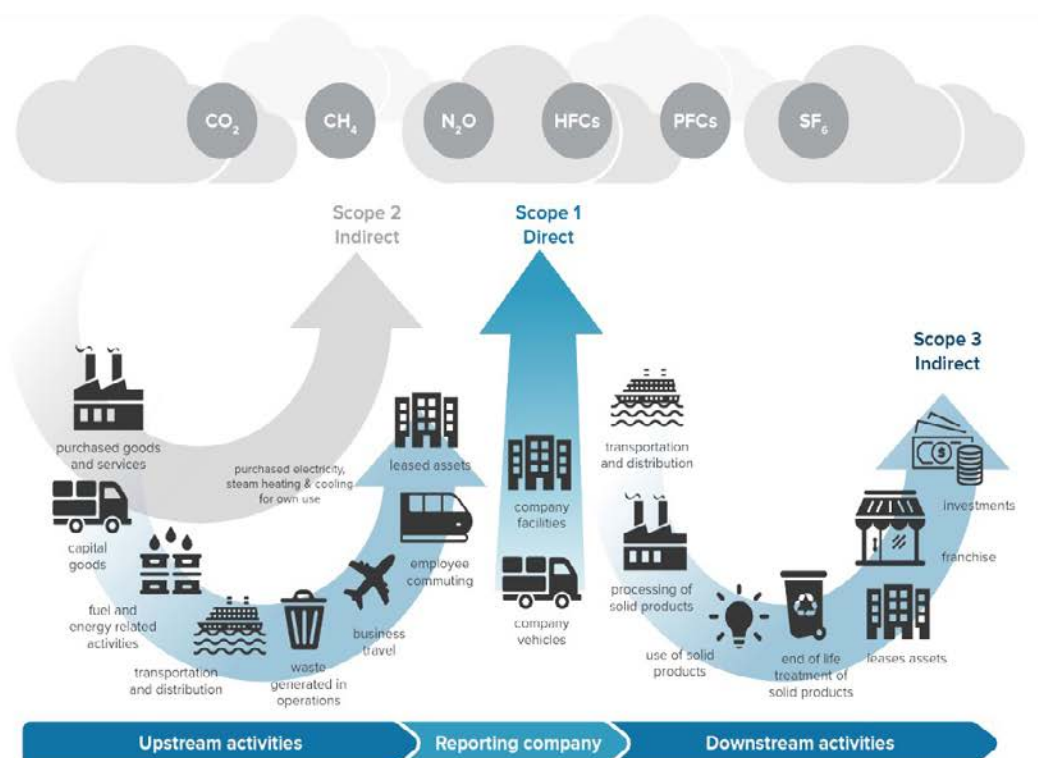 CO₂
CH₄
N₂O
HFCs
PFCs
SF₆
Scope 2
Indirect
Scope 1
Direct
Scope 3
Indirect
purchased goods
and services
capital
goods
fuel and
energy related
activities
transportation
and distribution
waste
generated in
operations
business
travel
employee
commuting
leased assets
purchased electricity,
steam heating & cooling
for own use
company
facilities
company
vehicles
transportation
and distribution
processing of
solid products
use of solid
products
end of life
treatment of
solid products
leases assets
franchise
investments
Upstream activities
Reporting company
Downstream activities